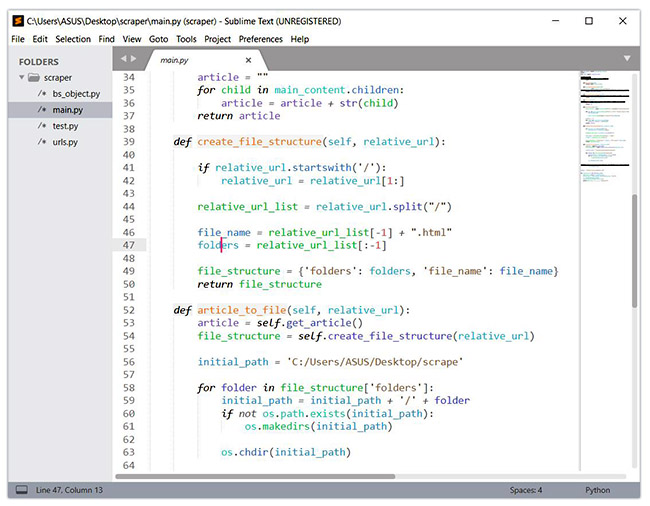 C:\Users\ASUS\Desktop\scraper\main.py (scraper) - Sublime Text (UNREGISTERED)
File Edit Selection Find View Goto Tools Project Preferences Help
FOLDERS
scraper
/* bs_object.py
/* main.py
/* test.py
/* urls.py
main.py
34 article = ""
35 for child in main_content.children:
36 article = article + str(child)
37 return article
38
39 def create_file_structure(self, relative_url):
40
41 if relative_url.startswith('/'):
42 relative_url = relative_url[1:]
43
44 relative_url_list = relative_url.split("/")
45
46 file_name = relative_url_list[-1] + ".html"
47 folders = relative_url_list[:-1]
48
49 file_structure = {'folders': folders, 'file_name': file_name}
50 return file_structure
51
52 def article_to_file(self, relative_url):
53 article = self.get_article()
54 file_structure = self.create_file_structure(relative_url)
55
56 initial_path = 'C:/Users/ASUS/Desktop/scrape'
57
58 for folder in file_structure['folders']:
59 initial_path = initial_path + '/' + folder
60 if not os.path.exists(initial_path):
61 os.makedirs(initial_path)
62
63 os.chdir(initial_path)
64
Line 47, Column 13 Spaces: 4 Python